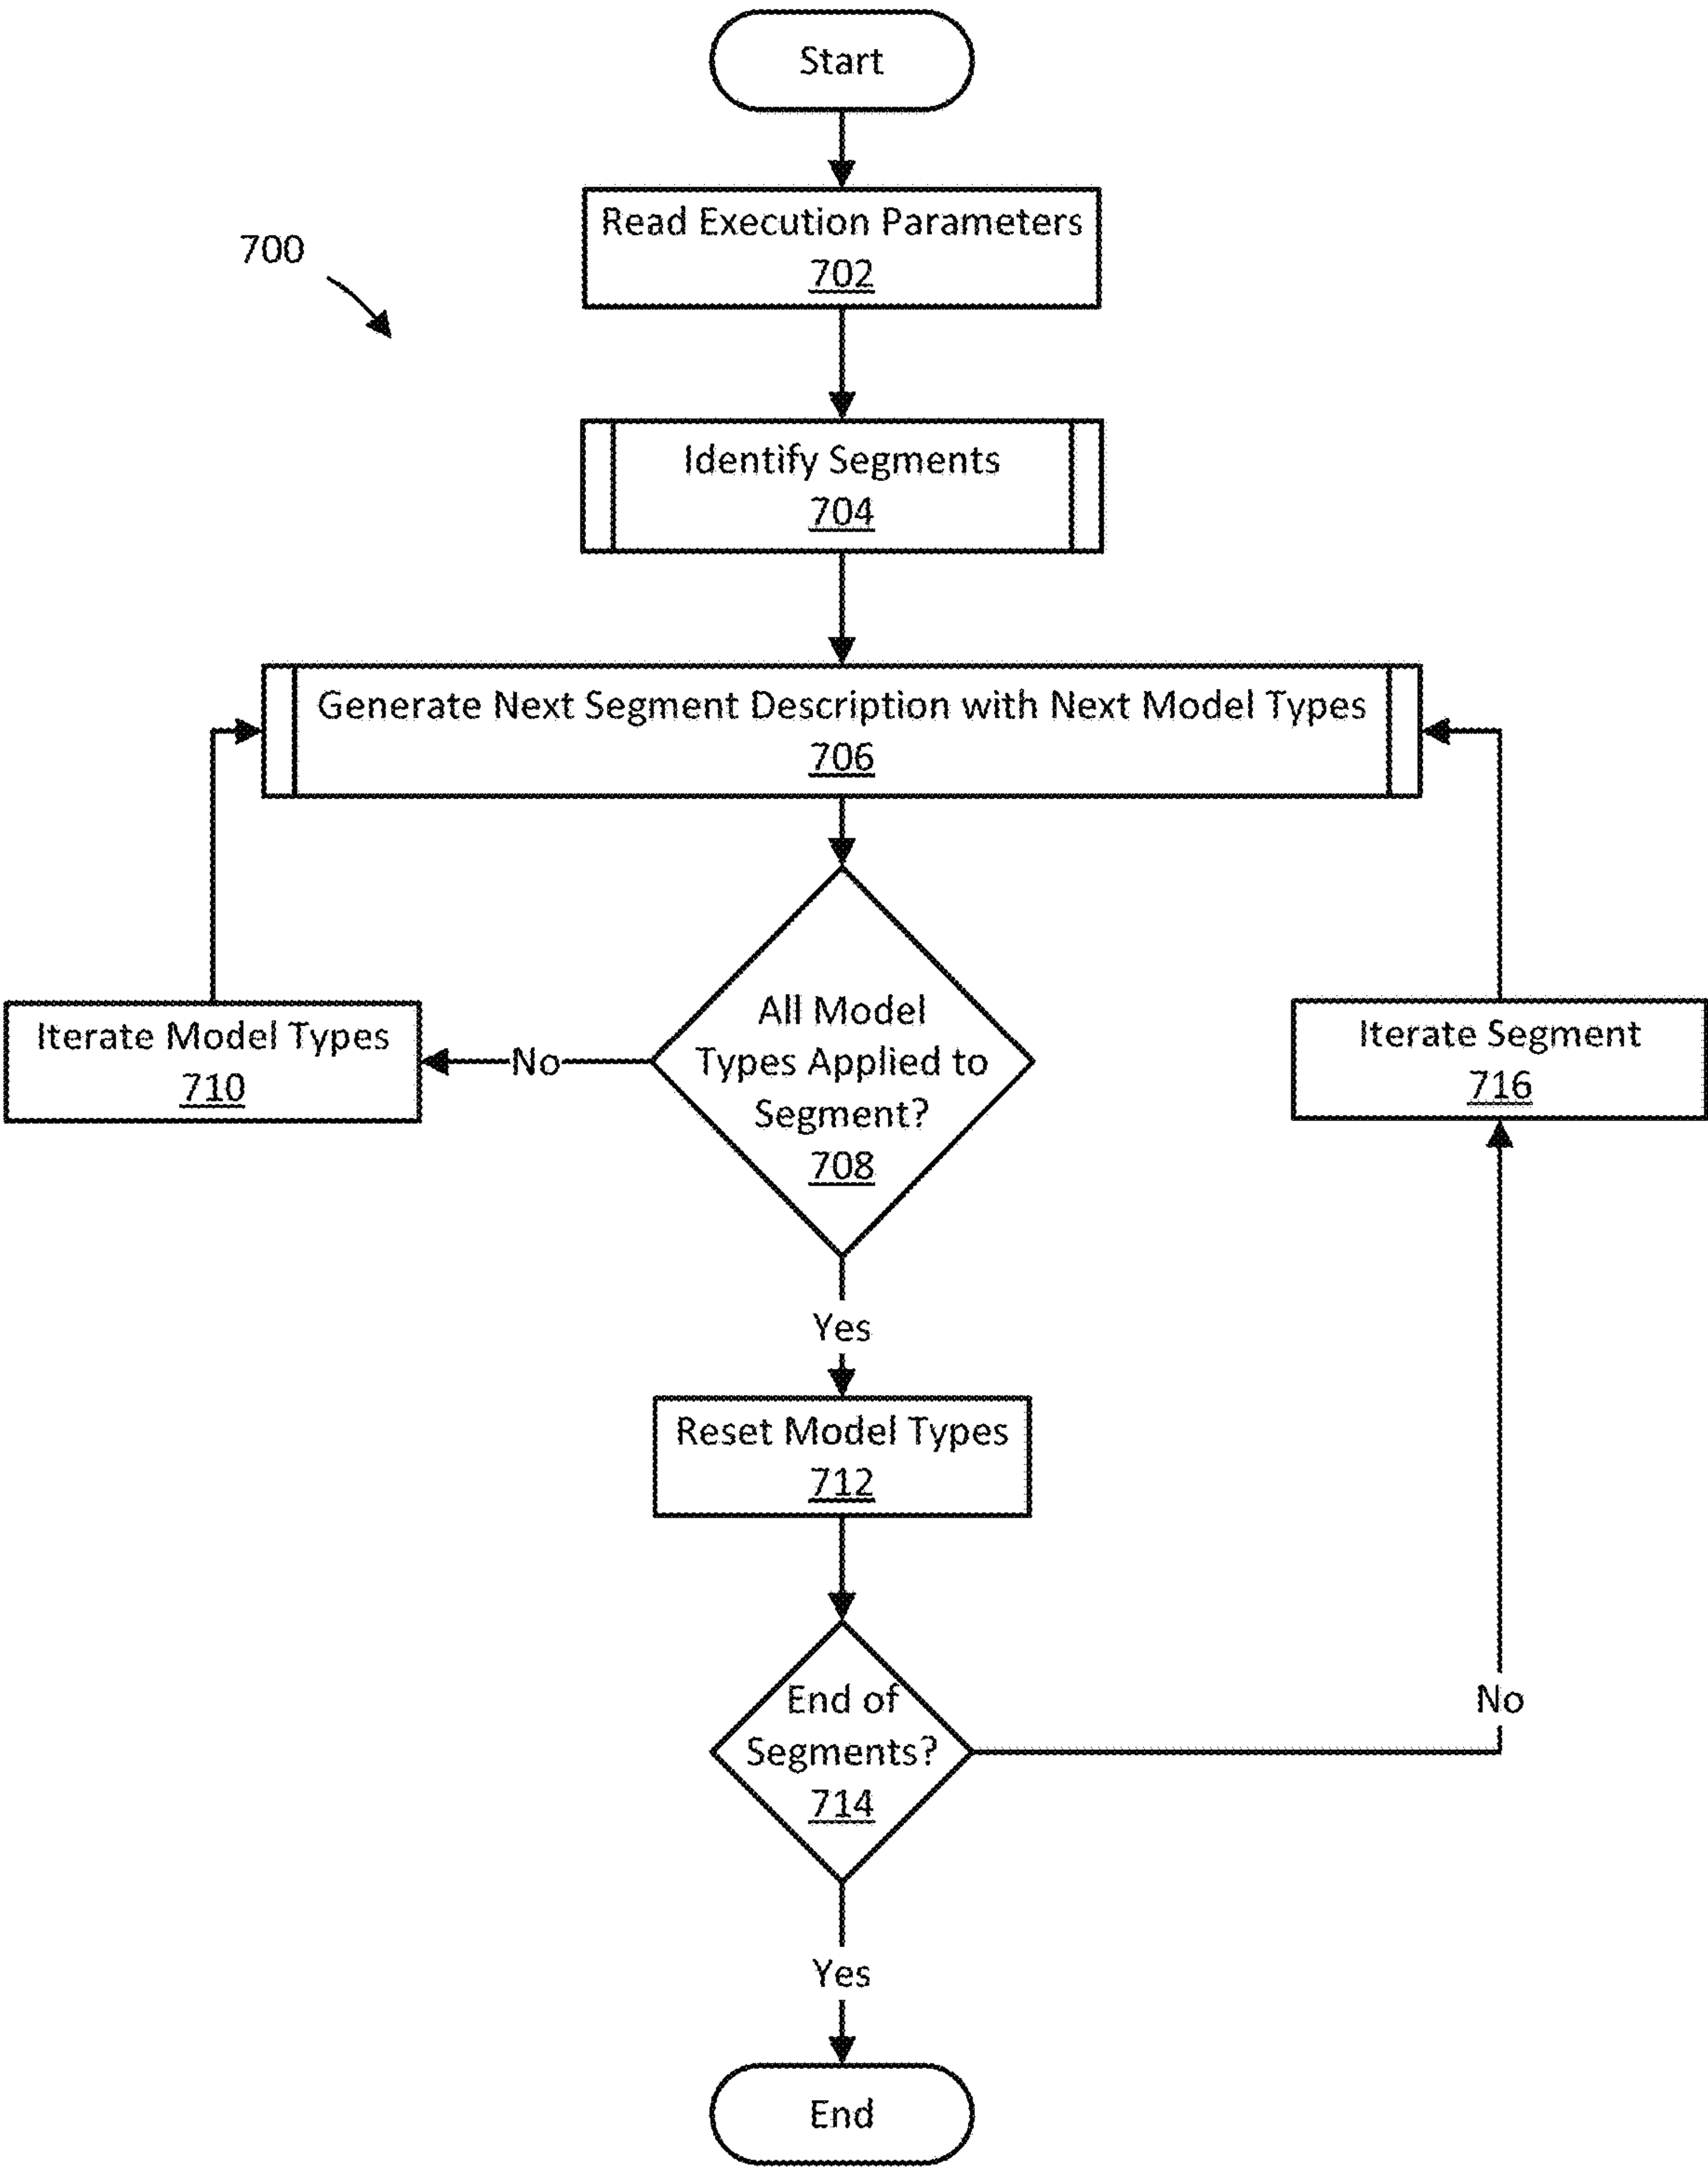 Start
Read Execution Parameters
702
700
Identify Segments
704
Generate Next Segment Description with Next Model Types
706
All Model
Types Applied to
Segment?
708
No
Iterate Model Types
710
Iterate Segment
716
Yes
Reset Model Types
712
End of
Segments?
714
No
Yes
End